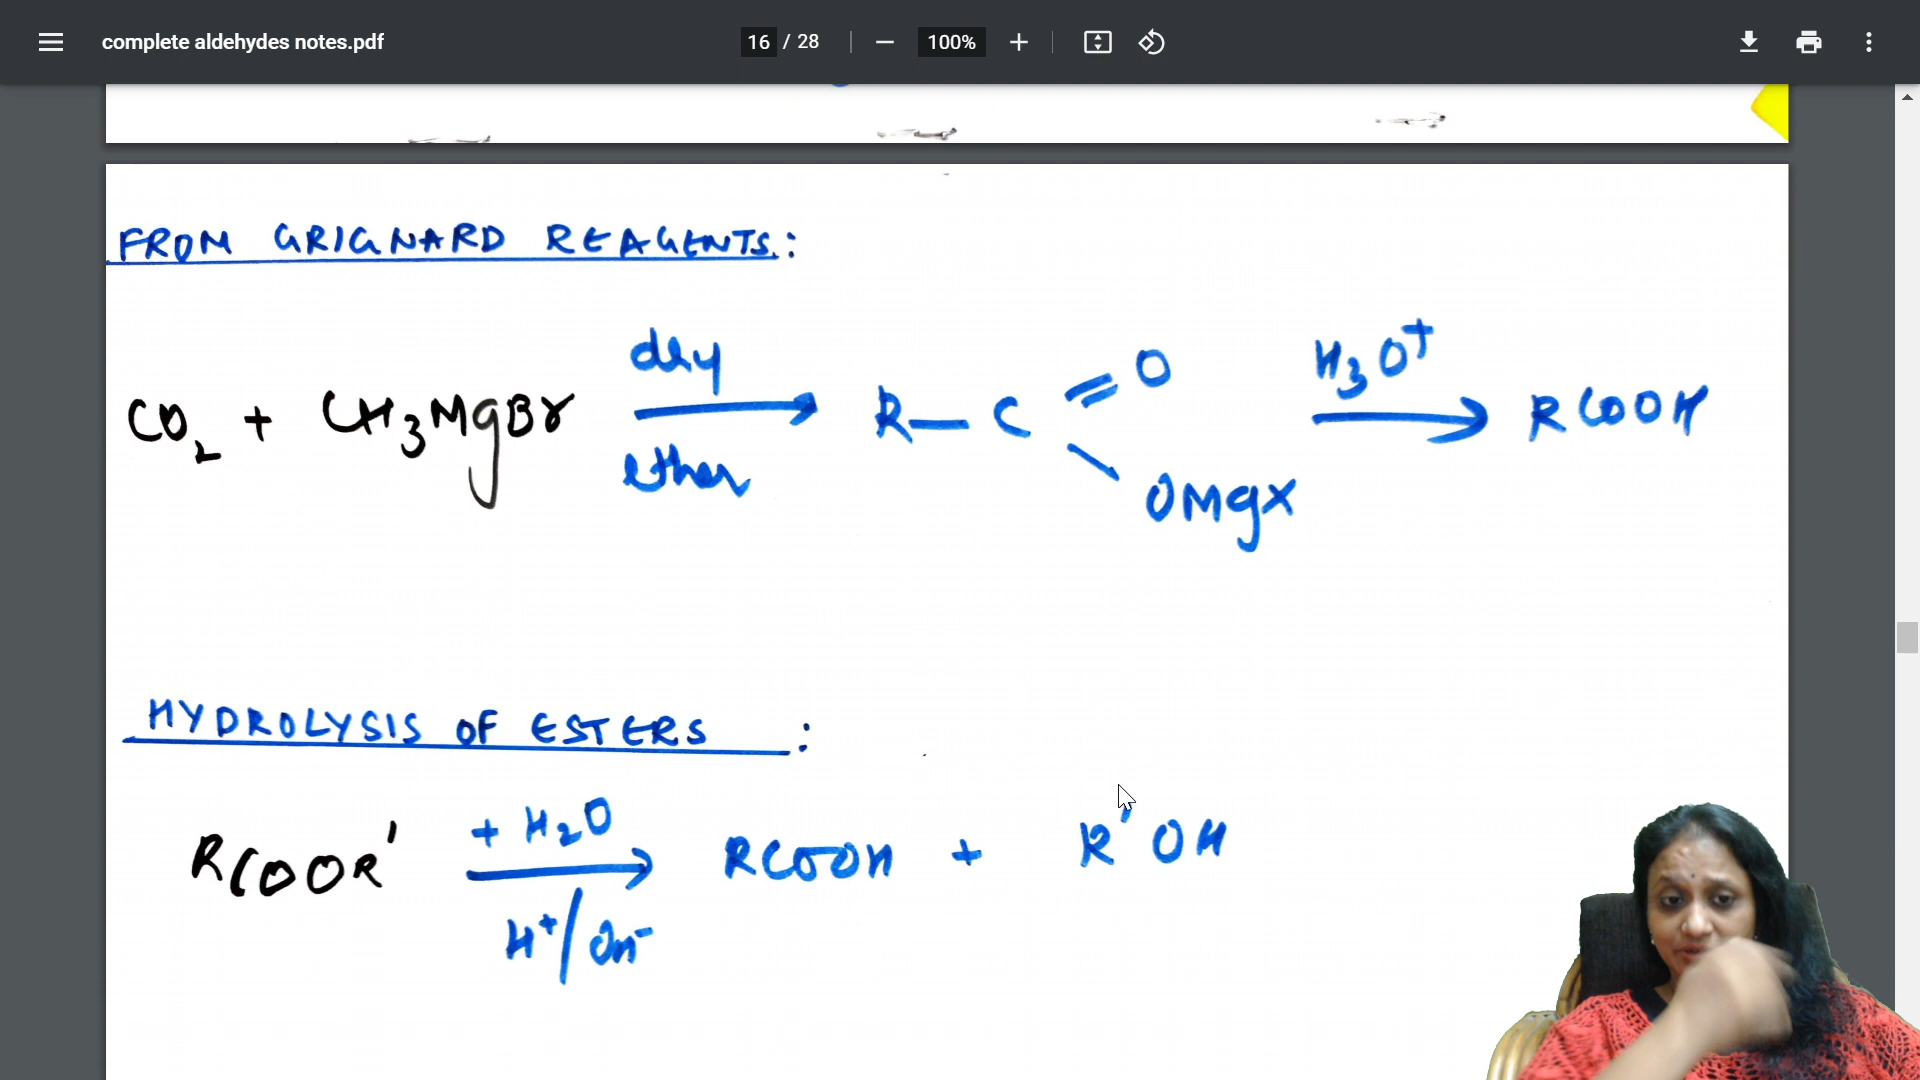 complete aldehydes notes.pdf 16 / 28 100%
FROM GRIGNARD REAGENTS.:
CO2 + CH3MgBr dry ether → R—C =O OMgX H3O+ → RCOOH
HYDROLYSIS OF ESTERS :
RCOOR' + H2O H+/OH- → RCOOH + R'OH